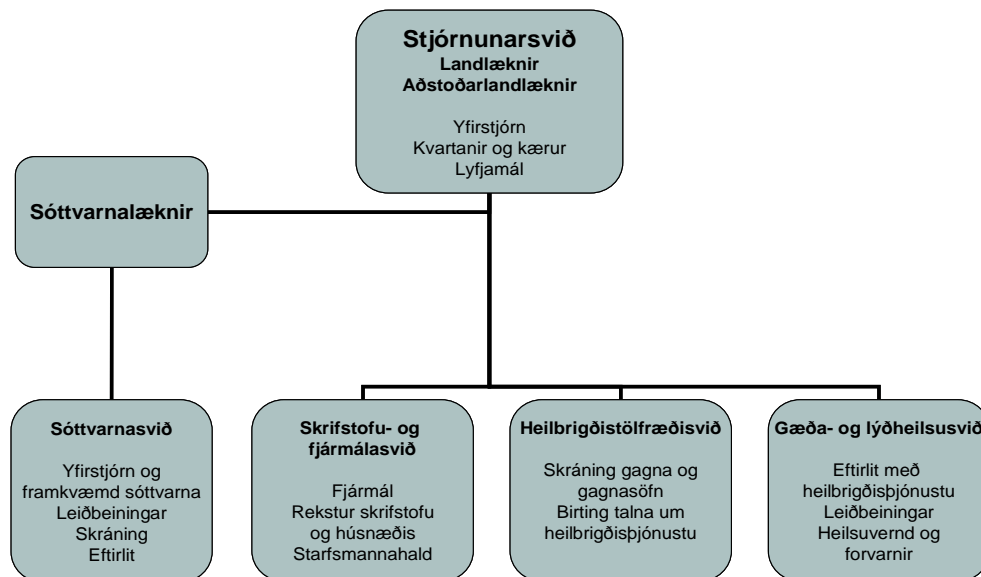 Stjórnunarsvið
Landlæknir
Aðstoðarlandlæknir
Yfirstjórn
Kvartanir og kærur
Lyfjamál
Sóttvarnalæknir
Sóttvarnasvið
Yfirstjórn og
framkvæmd sóttvarna
Leiðbeiningar
Skráning
Eftirlit
Skrifstofu- og
fjármálasvið
Fjármál
Rekstur skrifstofu
og húsnæðis
Starfsmannahald
Heilbrigðistölfræðisvið
Skráning gagna og
gagnasöfn
Birting talna um
heilbrigðisþjónustu
Gæða- og lýðheilsusvið
Eftirlit með
heilbrigðisþjónustu
Leiðbeiningar
Heilsuvernd og
forvarnir